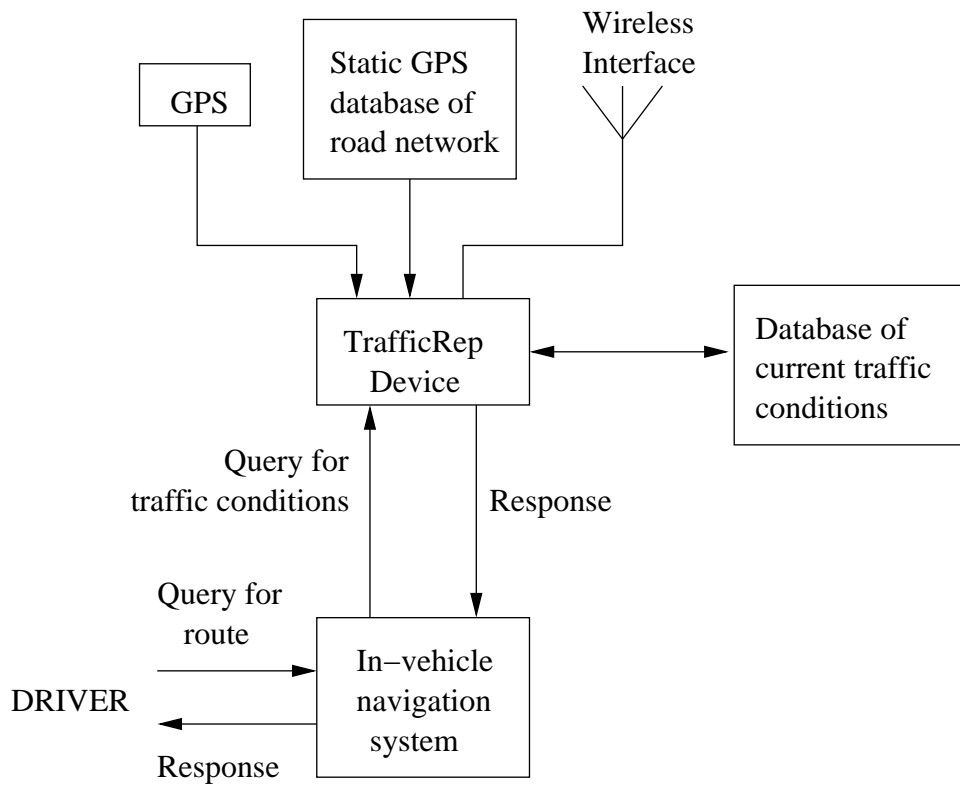 GPS
Static GPS
database of
road network
Wireless
Interface
TrafficRep
Device
Database of
current traffic
conditions
Query for
traffic conditions
Response
Query for
route
DRIVER
Response
In−vehicle
navigation
system